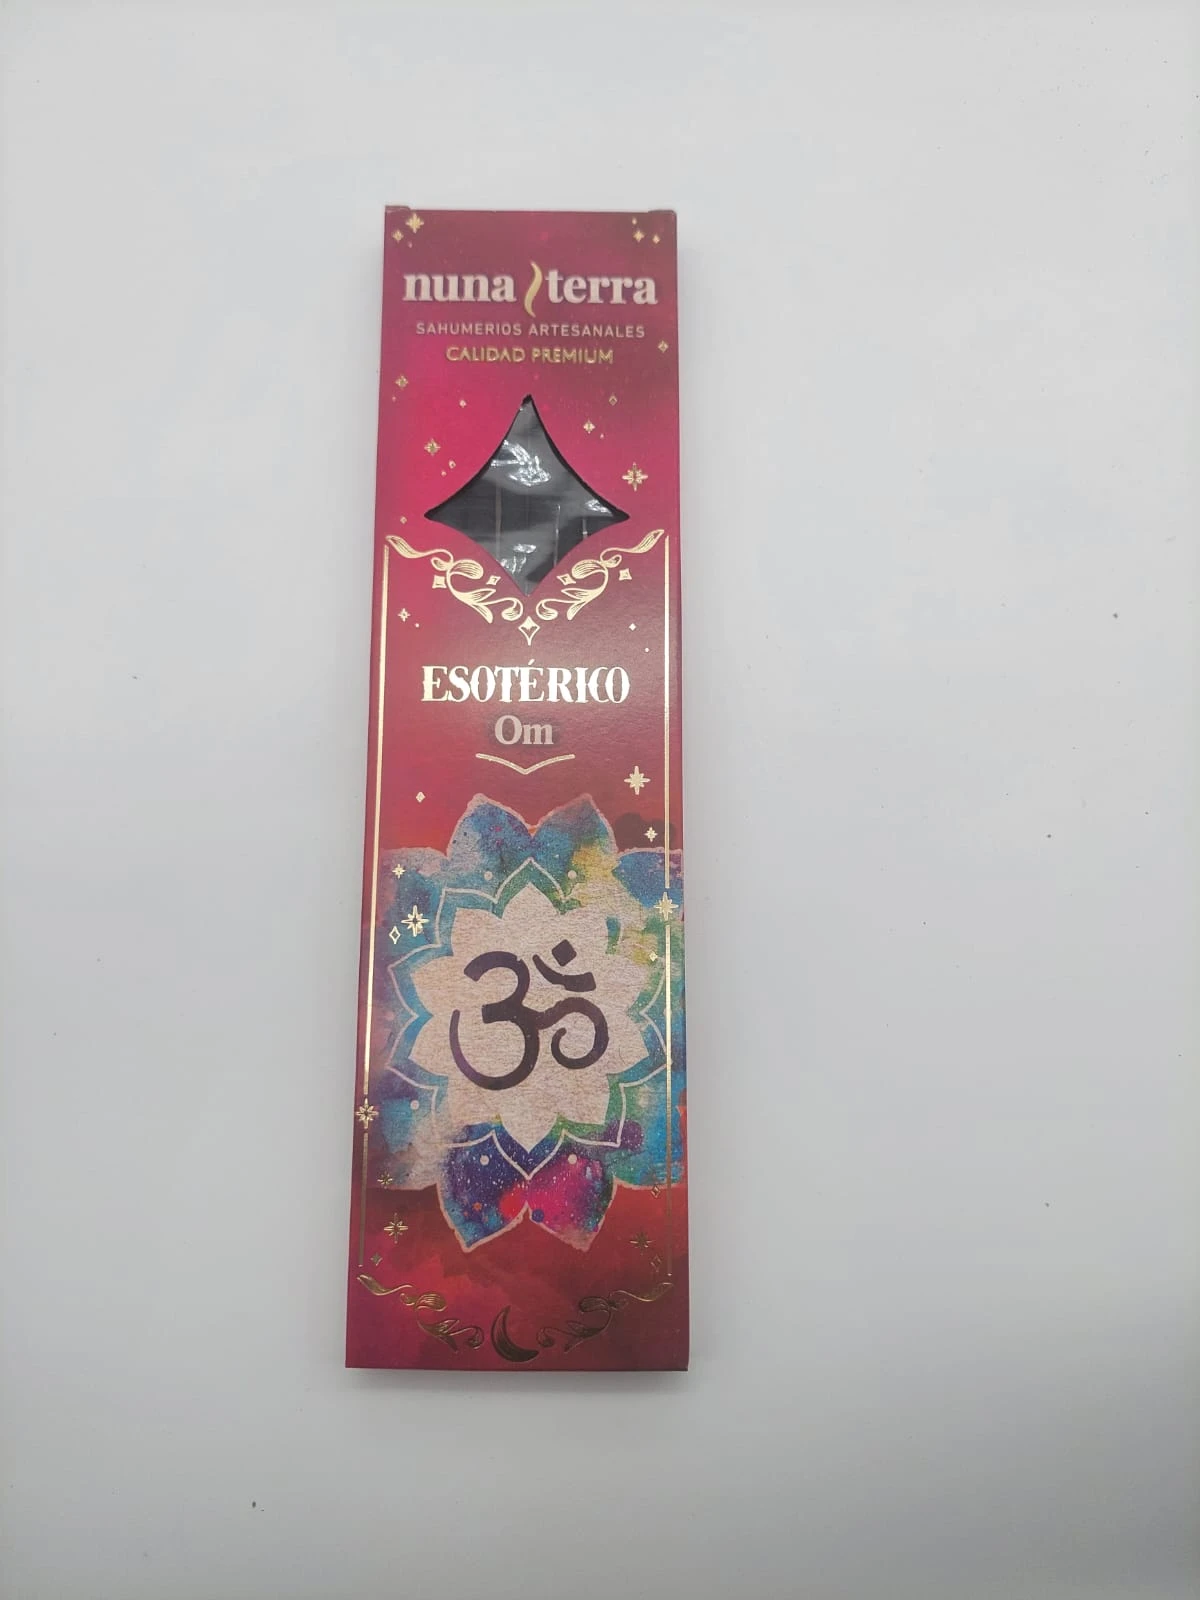 nuna terra
SAHUMERIOS ARTESANALES
CALIDAD PREMIUM
ESOTÉRICO
Om
ॐ